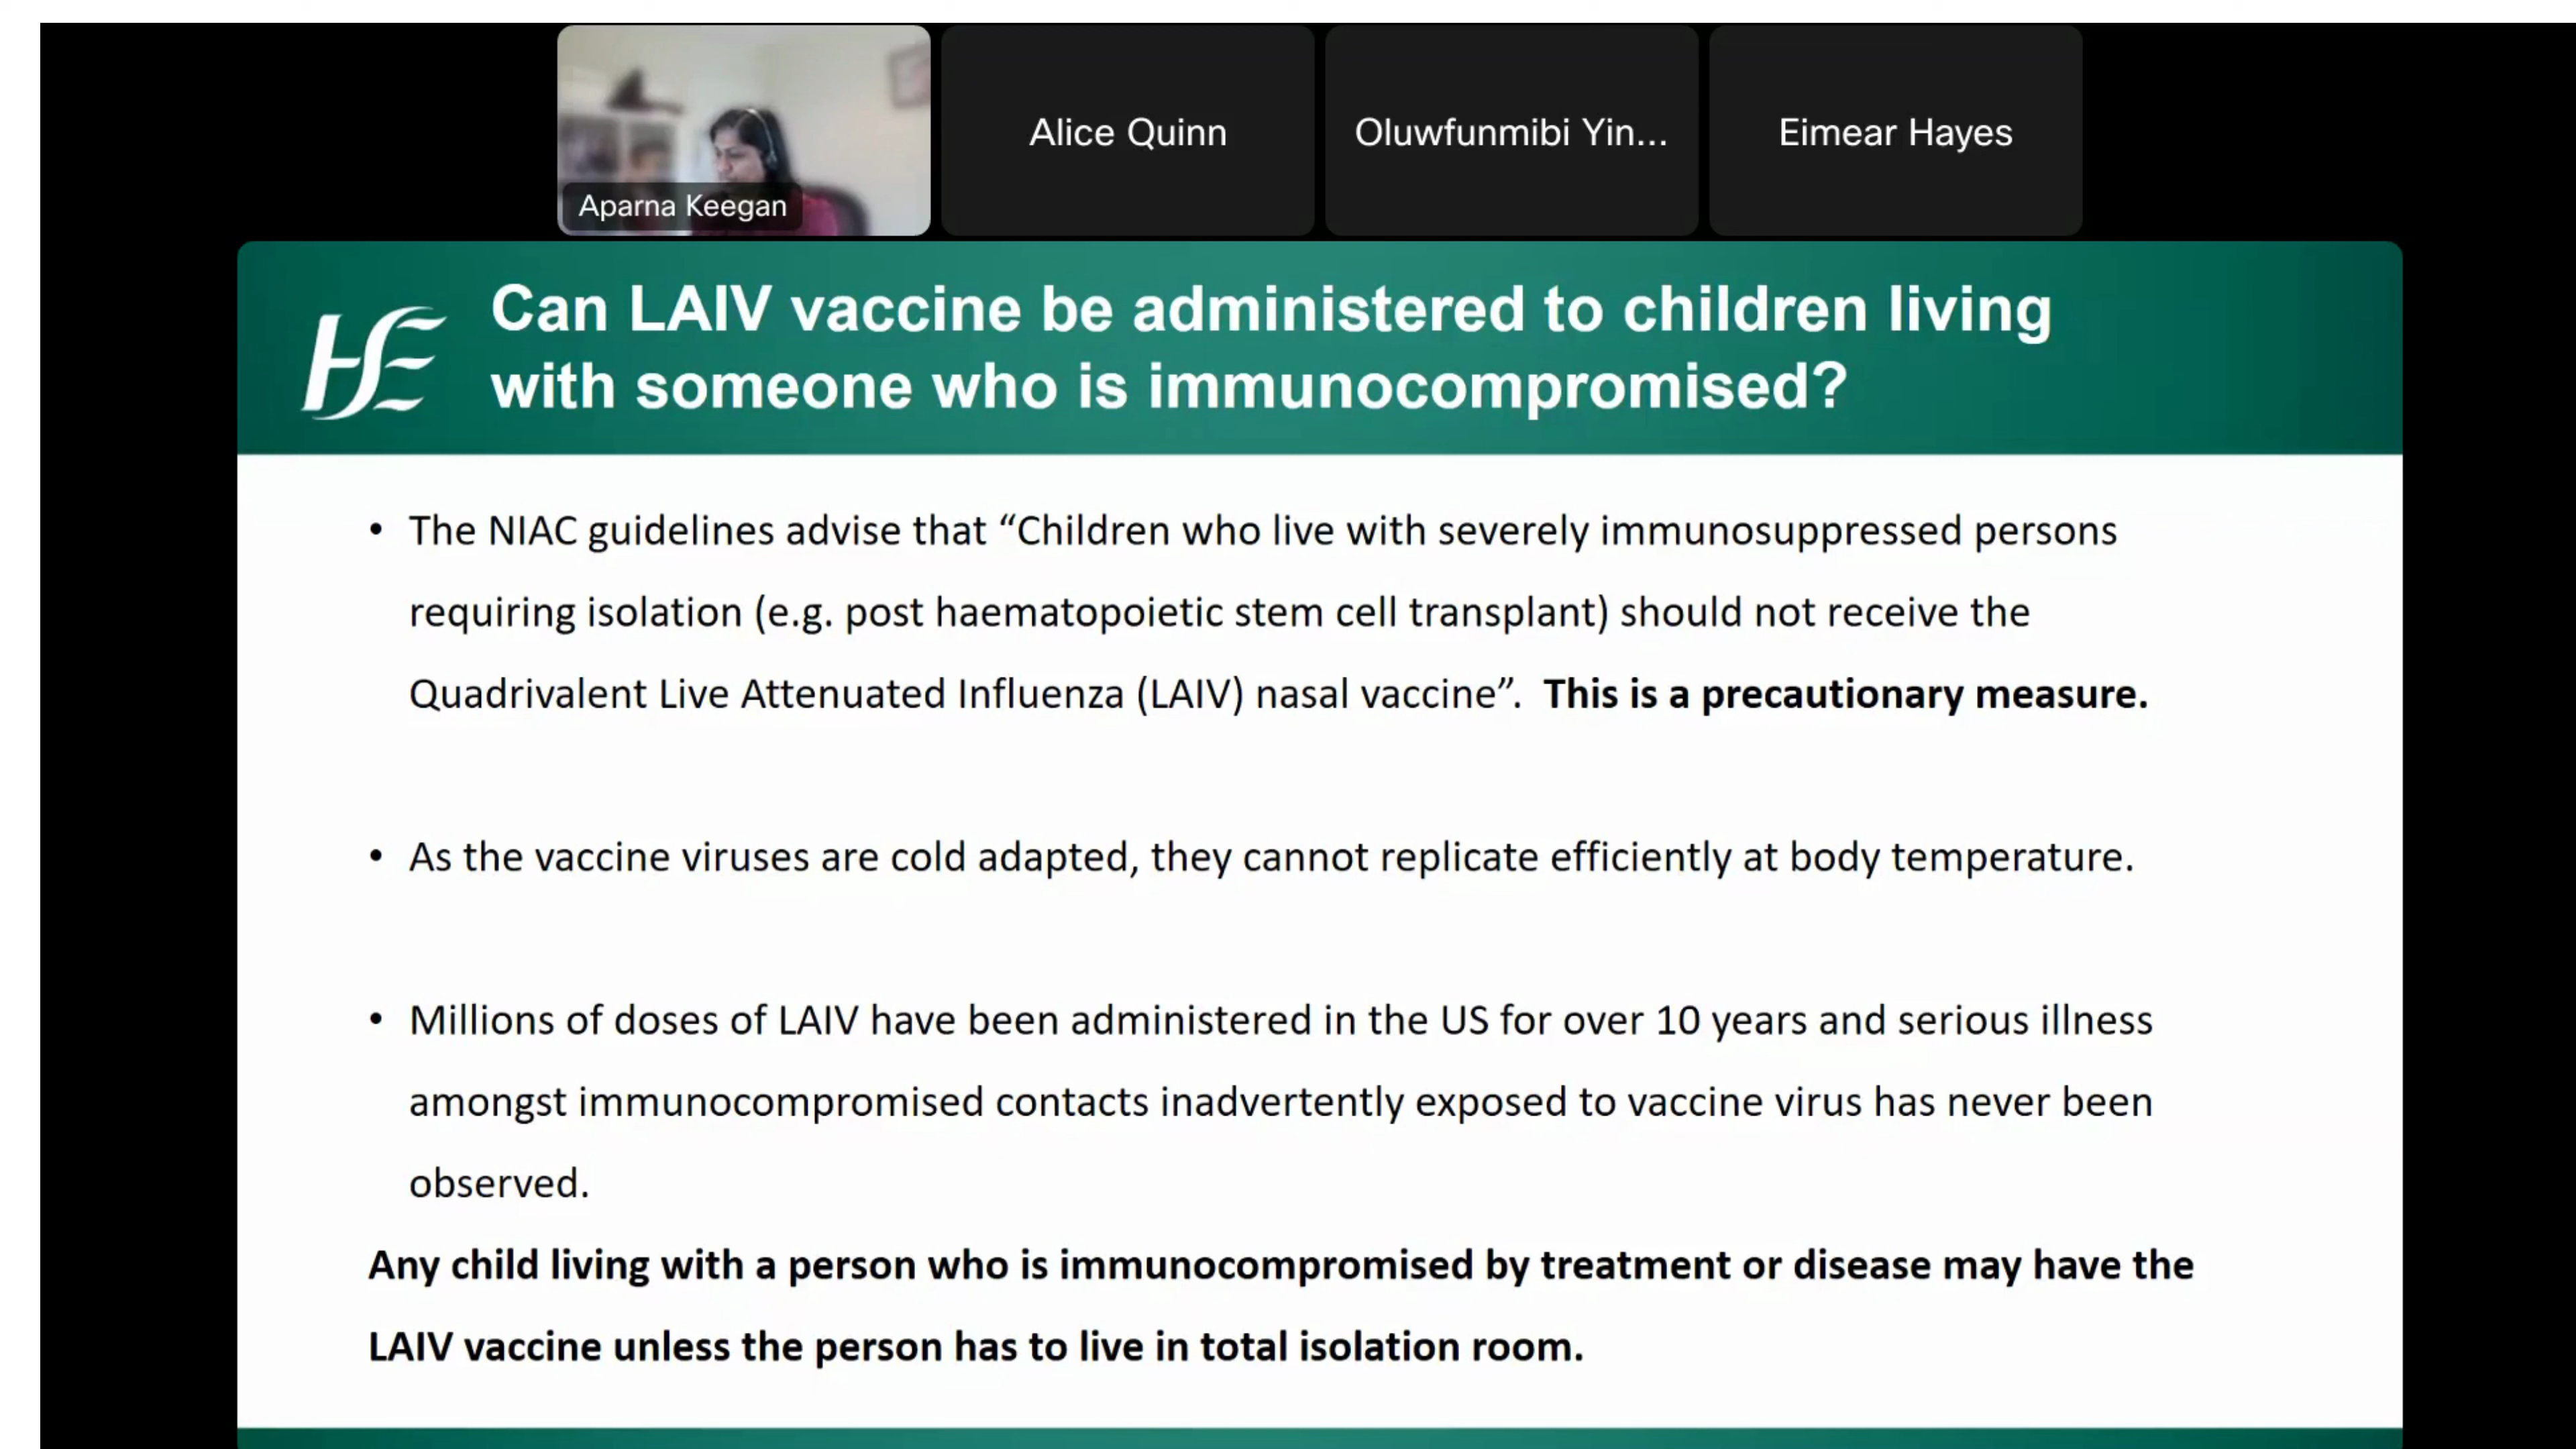 Aparna Keegan
Alice Quinn
Oluwfunmibi Yin...
Eimear Hayes
HSE
Can LAIV vaccine be administered to children living
with someone who is immunocompromised?
• The NIAC guidelines advise that “Children who live with severely immunosuppressed persons
requiring isolation (e.g. post haematopoietic stem cell transplant) should not receive the
Quadrivalent Live Attenuated Influenza (LAIV) nasal vaccine”. This is a precautionary measure.
• As the vaccine viruses are cold adapted, they cannot replicate efficiently at body temperature.
• Millions of doses of LAIV have been administered in the US for over 10 years and serious illness
amongst immunocompromised contacts inadvertently exposed to vaccine virus has never been
observed.
Any child living with a person who is immunocompromised by treatment or disease may have the
LAIV vaccine unless the person has to live in total isolation room.